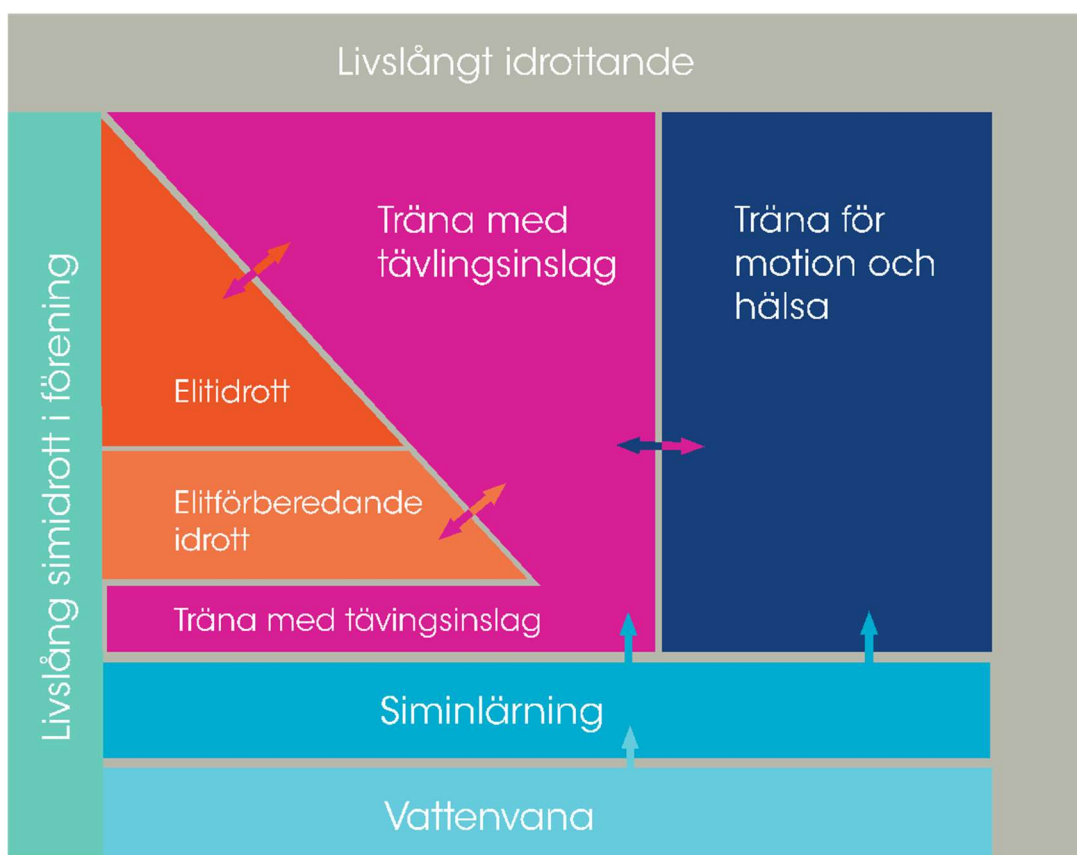 Livslångt idrottande
Livslång simidrott i förening
Träna med
tävlingsinslag
Träna för
motion och
hälsa
Elitidrott
Elitförberedande
idrott
Träna med tävingsinslag
Siminlärning
Vattenvana